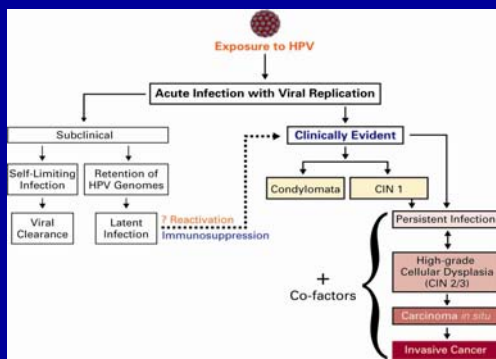 Exposure to HPV
Acute Infection with Viral Replication
Subclinical
Clinically Evident
Self-Limiting
Infection
Retention of
HPV Genomes
Condylomata
CIN 1
Viral
Clearance
Latent
Infection
? Reactivation
Immunosuppression
Persistent Infection
+
Co-factors
High-grade
Cellular Dysplasia
(CIN 2/3)
Carcinoma in situ
Invasive Cancer